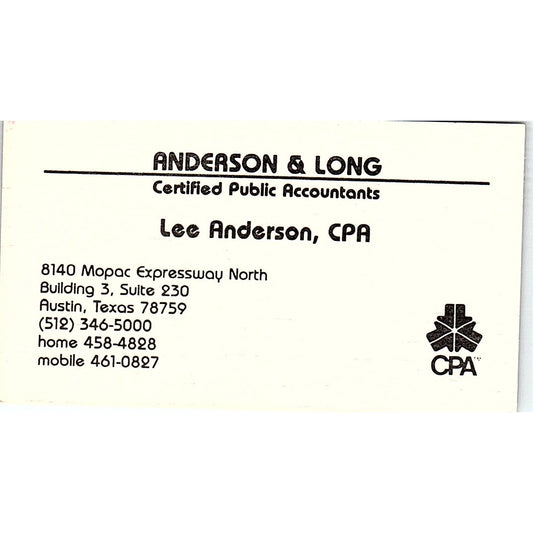 ANDERSON & LONG
Certified Public Accountants
Lee Anderson, CPA
8140 Mopac Expressway North
Building 3, Suite 230
Austin, Texas 78759
(512) 346-5000
home 458-4828
mobile 461-0827
CPA™